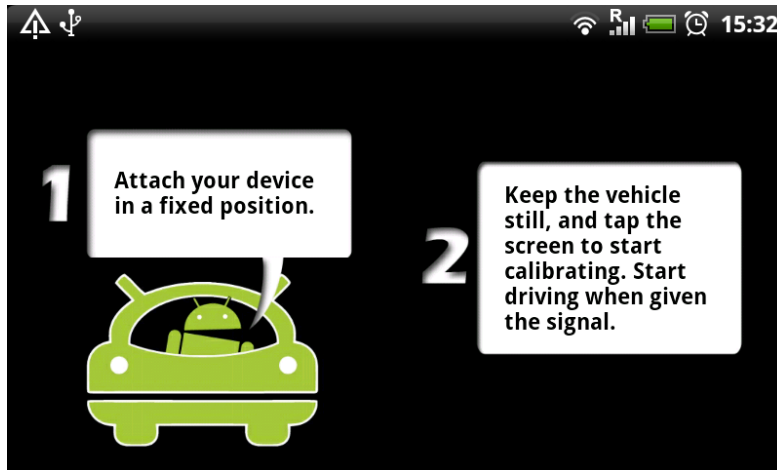 R
15:32
1
Attach your device
in a fixed position.
2
Keep the vehicle
still, and tap the
screen to start
calibrating. Start
driving when given
the signal.